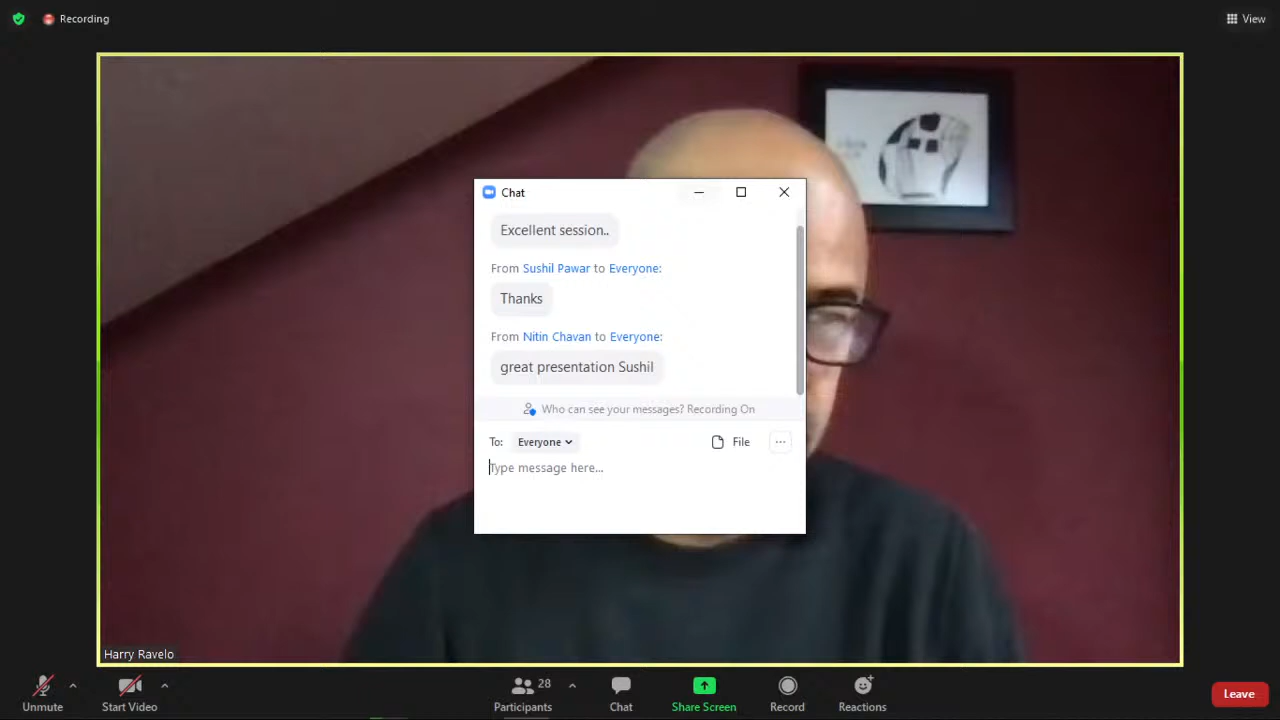 Recording
View
Chat
Excellent session..
From Sushil Pawar to Everyone:
Thanks
From Nitin Chavan to Everyone:
great presentation Sushil
Who can see your messages? Recording On
To: Everyone File
Type message here...
Harry Ravelo
28
Unmute Start Video Participants Chat Share Screen Record Reactions Leave